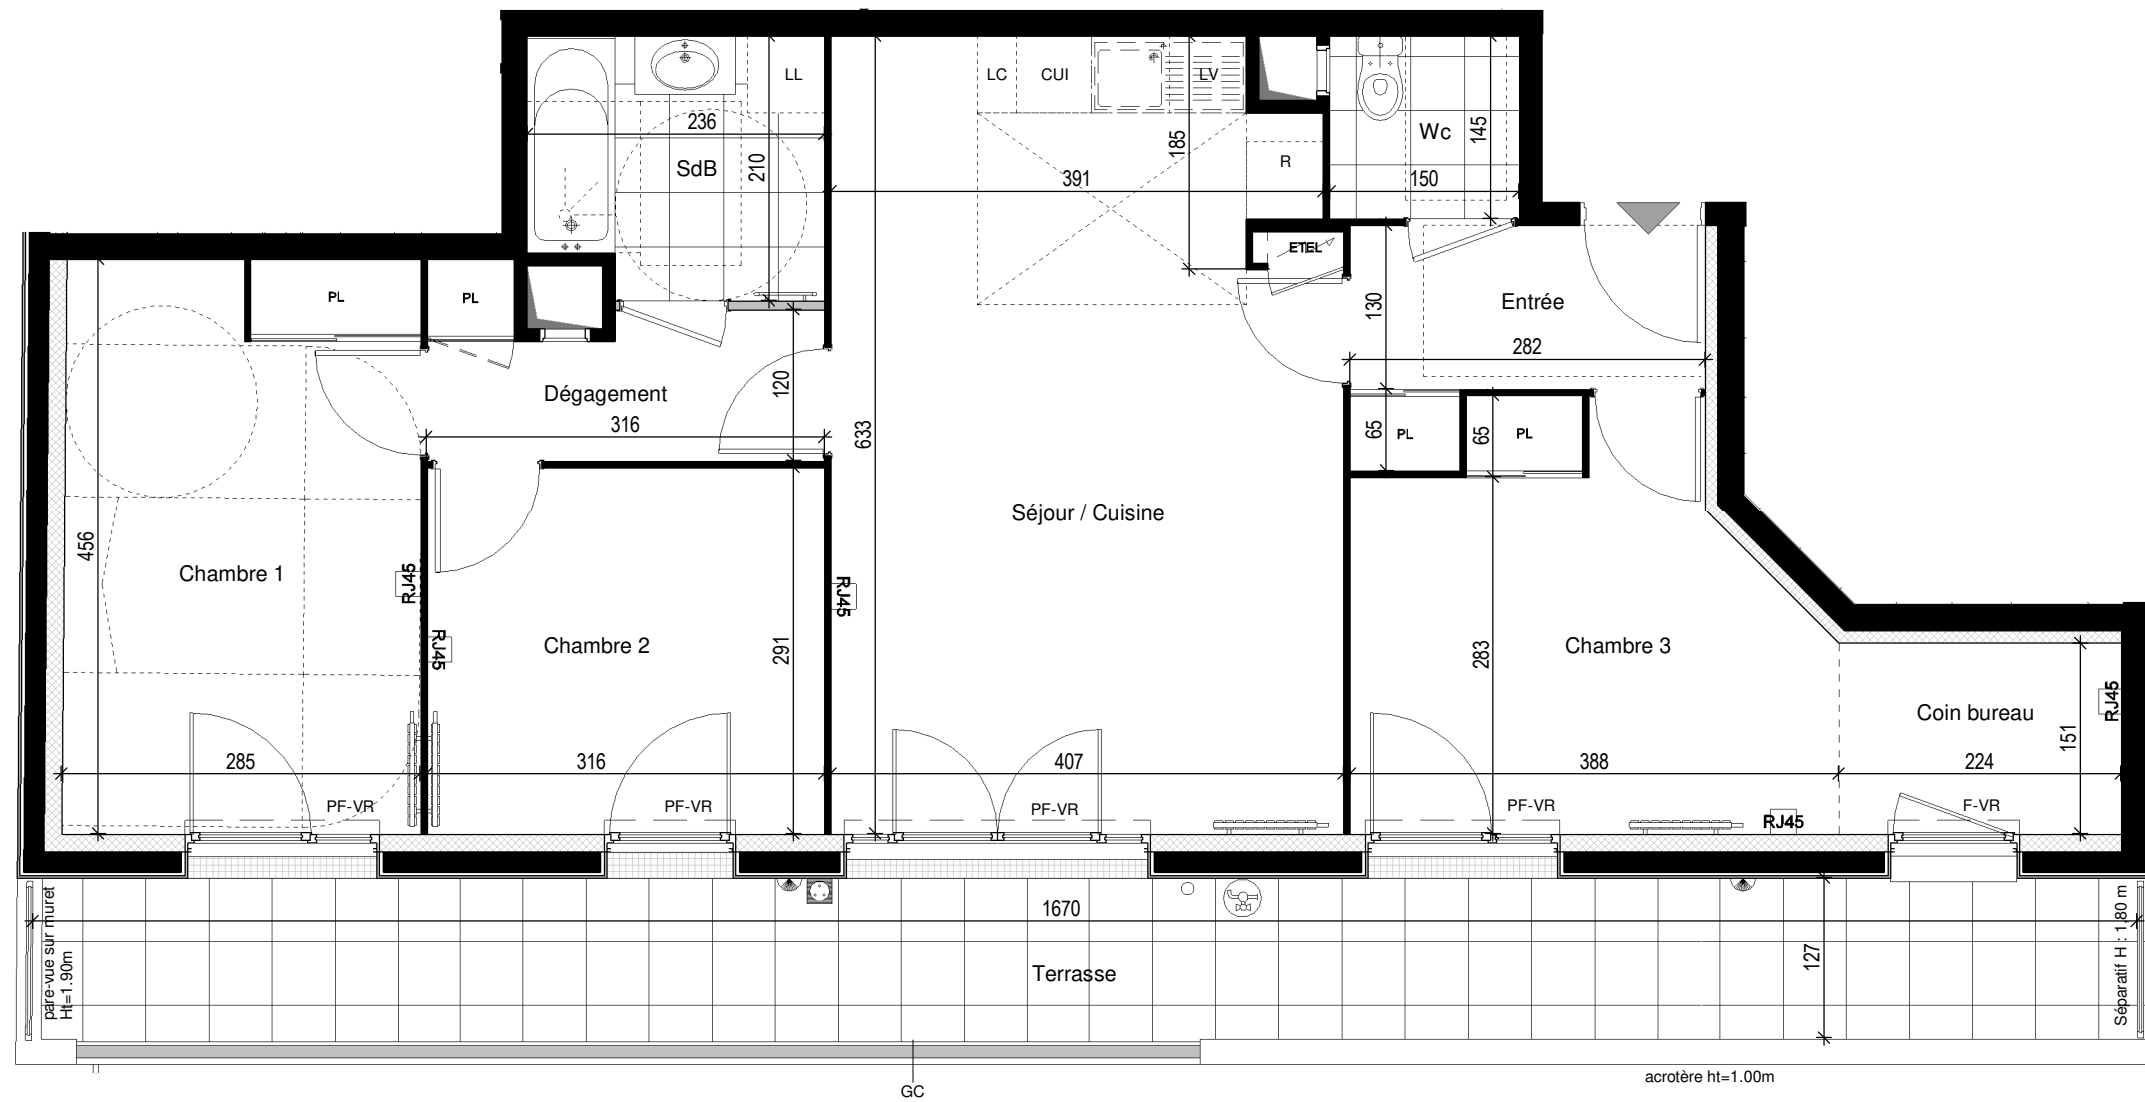 LL
LC
CUI
LV
236
SdB
210
185
391
R
Wc
145
150
ETEL
PL
PL
130
Entrée
282
Dégagement
120
316
633
65
PL
65
PL
Séjour / Cuisine
456
Chambre 1
RJ45
RJ45
Chambre 2
291
RJ45
Chambre 3
283
Coin bureau
RJ45
151
285
316
407
388
224
PF-VR
PF-VR
PF-VR
PF-VR
F-VR
RJ45
pare-vue sur muret
Ht=1.90m
1670
Terrasse
127
Séparatif H : 1,80 m
GC
acrotère ht=1.00m